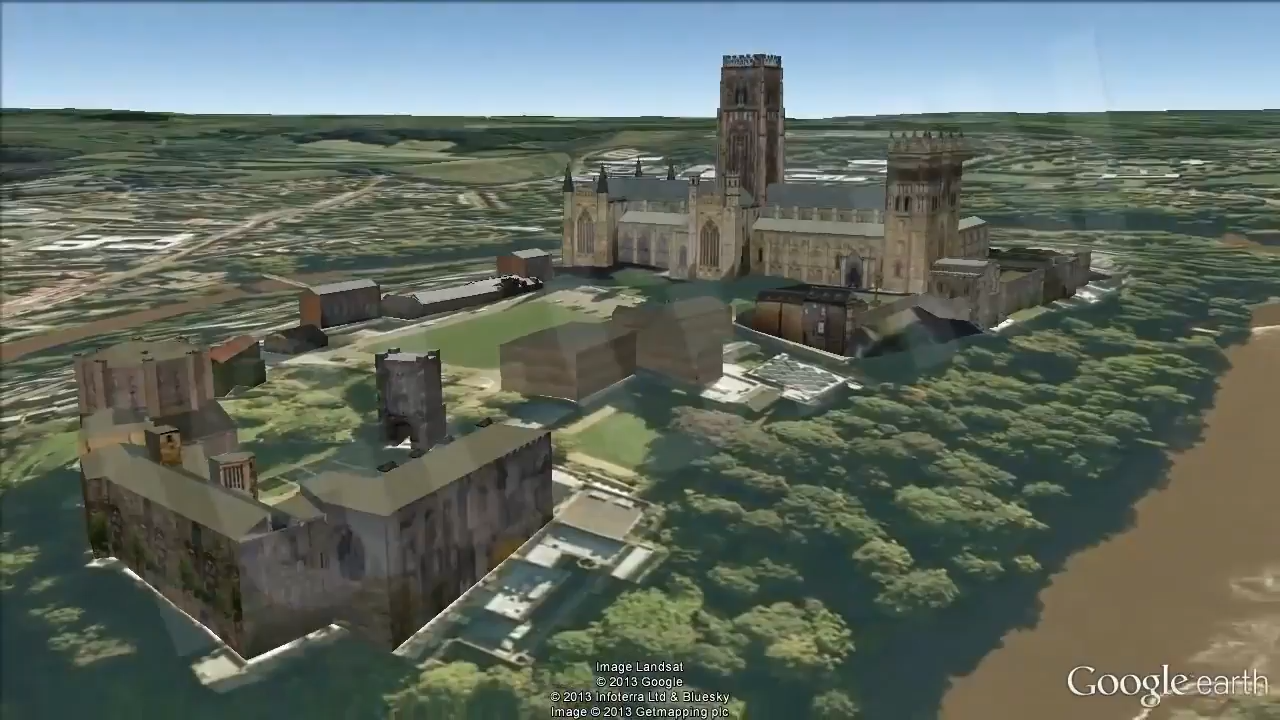 Image Landsat
© 2013 Google
© 2013 Infoterra Ltd & Bluesky
Image © 2013 Getmapping plc
Google earth